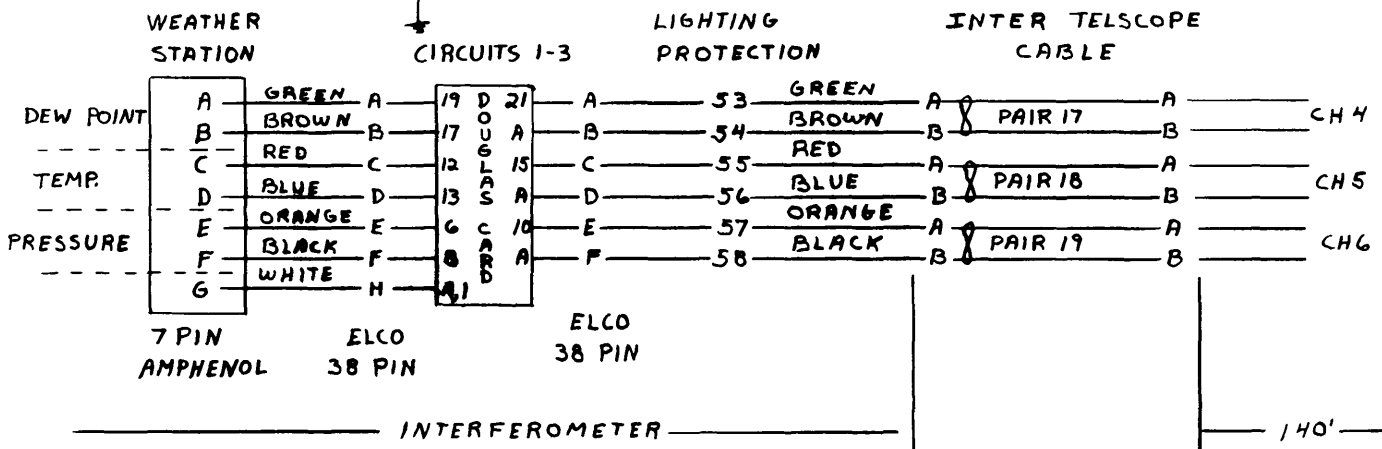 WEATHER STATION
CIRCUITS 1-3
LIGHTING PROTECTION
INTER TELSCOPE CABLE
DEW POINT
TEMP.
PRESSURE
A GREEN A 19 D 21 A 53 GREEN A A CH 4
B BROWN B 17 O U A B 54 BROWN B PAIR 17 B
C RED C 12 G L 15 C 55 RED A A CH 5
D BLUE D 13 A S A D 56 BLUE B PAIR 18 B
E ORANGE E 6 C 10 E 57 ORANGE A A CH6
F BLACK F 8 A R A F 58 BLACK B PAIR 19 B
G WHITE H D
7 PIN AMPHENOL
ELCO 38 PIN
ELCO 38 PIN
INTERFEROMETER
140'